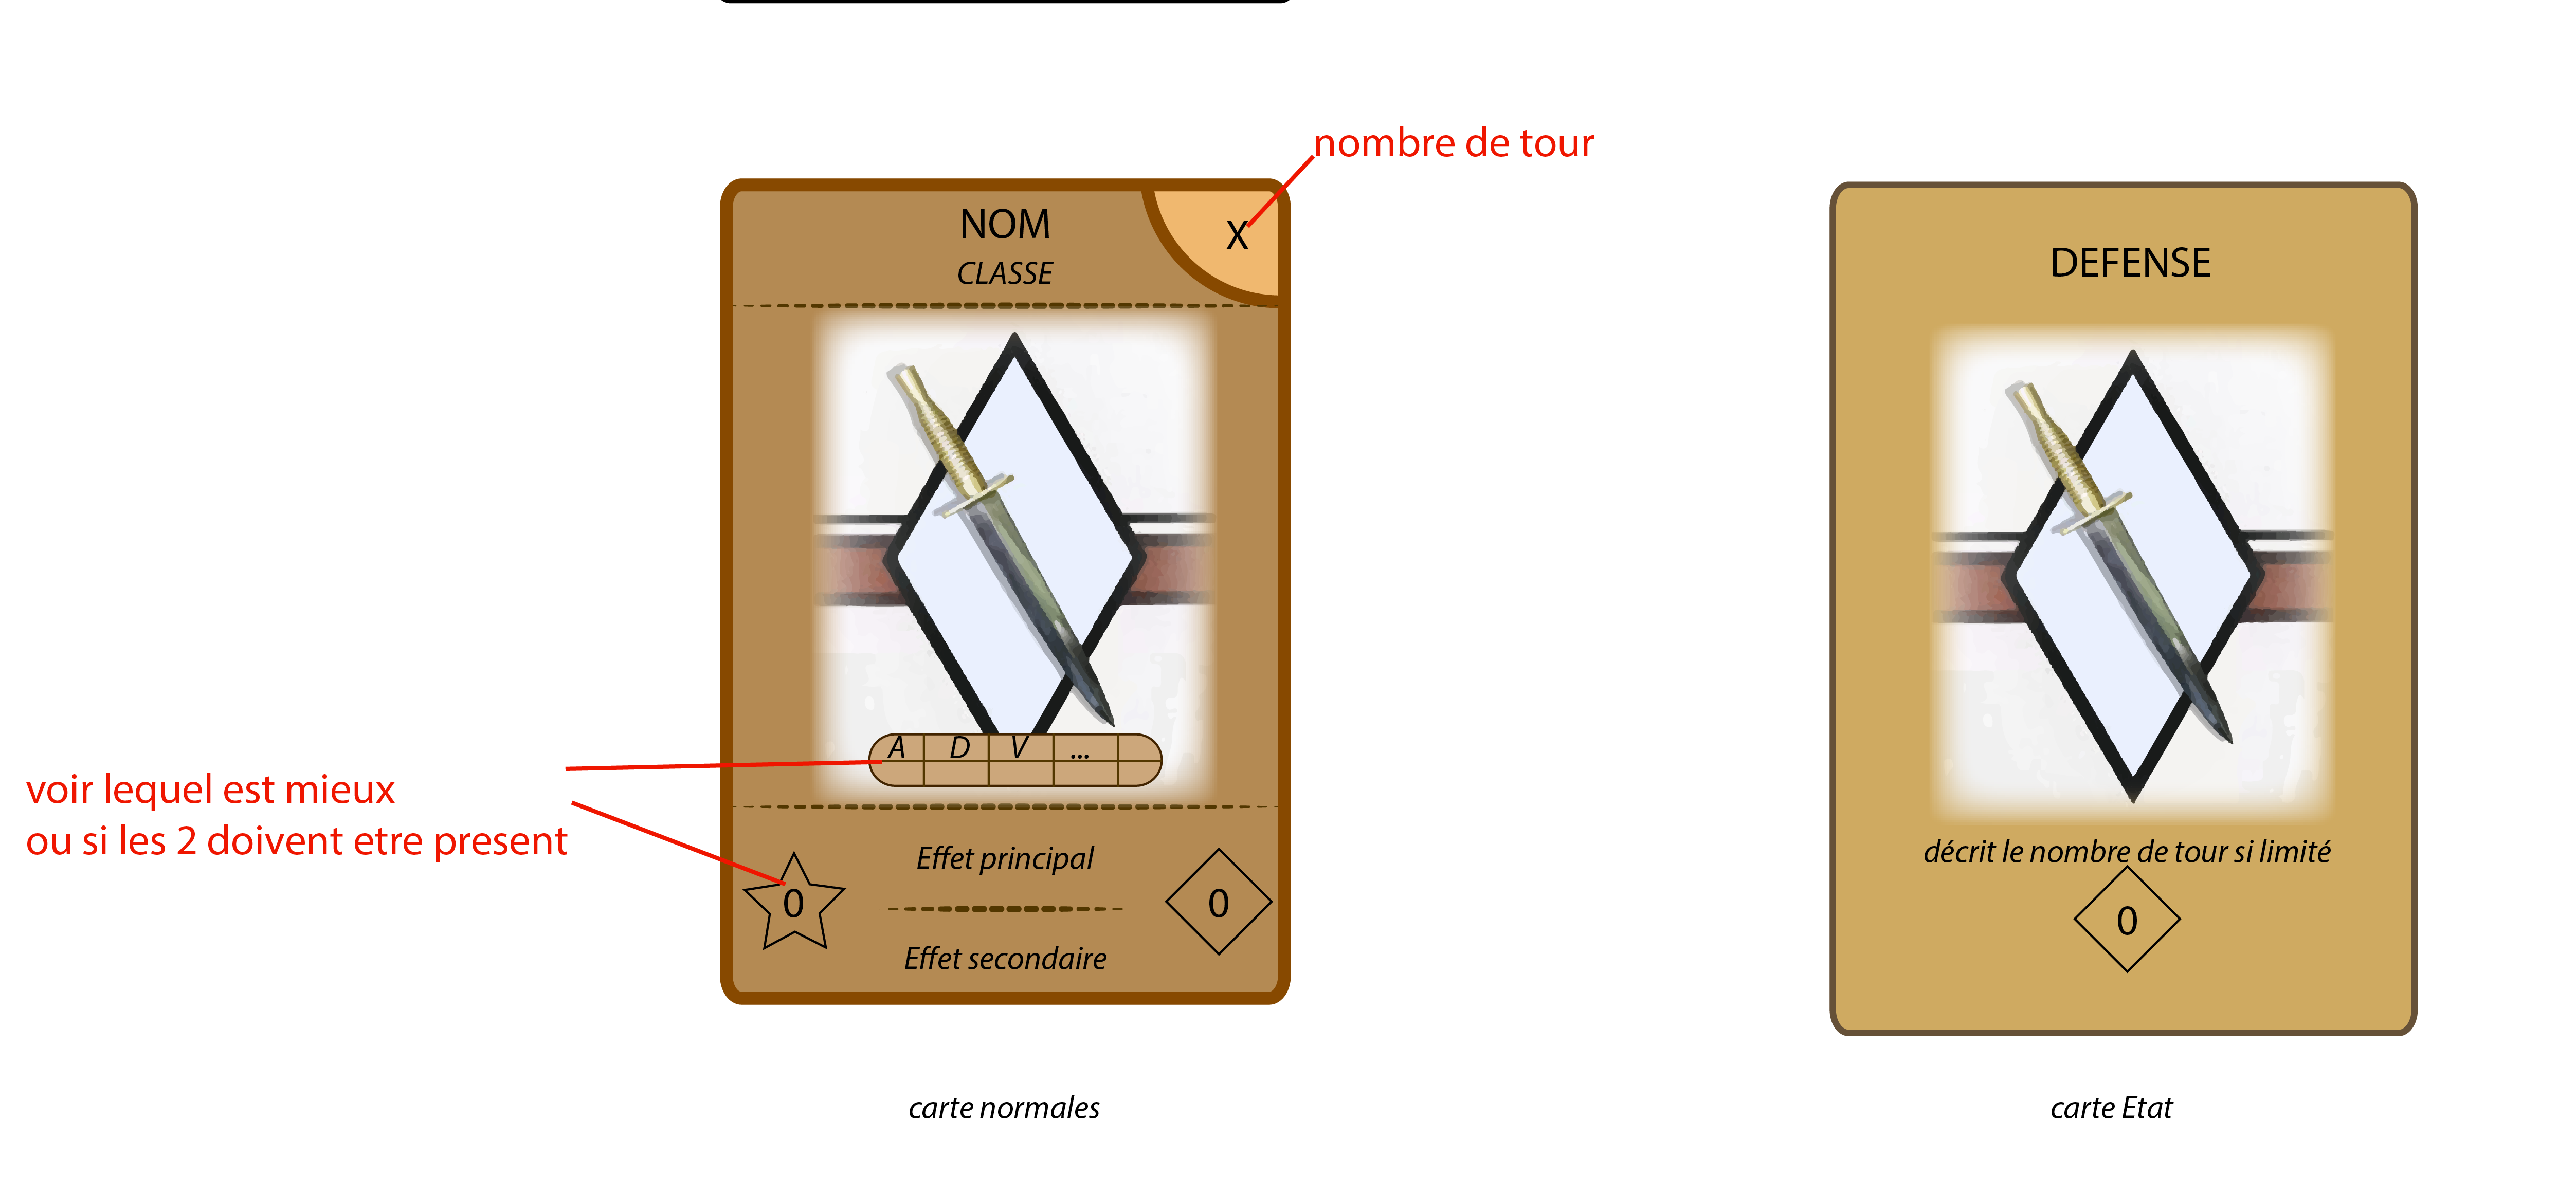 nombre de tour
NOM
X
CLASSE
DEFENSE
A D V ...
voir lequel est mieux
ou si les 2 doivent etre present
Effet principal
0
0
Effet secondaire
décrit le nombre de tour si limité
0
carte normales
carte Etat